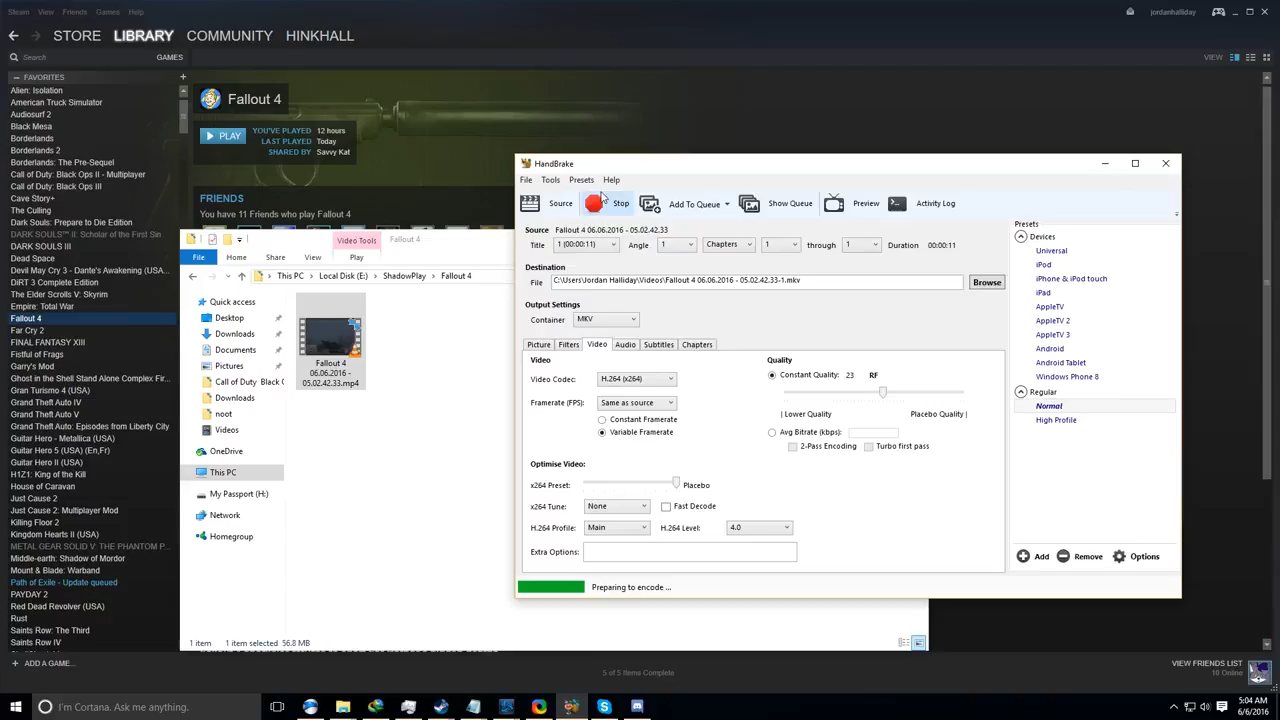 Steam View Friends Games Help
jordanhalliday
STORE LIBRARY COMMUNITY HINKHALL
Search GAMES
VIEW
FAVORITES
Alien: Isolation
American Truck Simulator
Audiosurf 2
Black Mesa
Borderlands
Borderlands 2
Borderlands: The Pre-Sequel
Call of Duty: Black Ops II - Multiplayer
Call of Duty: Black Ops III
Cave Story+
The Culling
Dark Souls: Prepare to Die Edition
DARK SOULS™ II: Scholar of the First Sin
Dead Space
Devil May Cry 3 - Dante's Awakening (USA...
DiRT 3 Complete Edition
The Elder Scrolls V: Skyrim
Empire: Total War
Fallout 4
Far Cry 2
FINAL FANTASY XIII
Fistful of Frags
Garry's Mod
Ghost in the Shell Stand Alone Complex Fir...
Gran Turismo 4 (USA)
Grand Theft Auto IV
Grand Theft Auto V
Grand Theft Auto: Episodes from Liberty City
Guitar Hero - Metallica (USA)
Guitar Hero 5 (USA) (En,Fr)
Guitar Hero II (USA)
H1Z1: King of the Kill
House of Caravan
Just Cause 2
Just Cause 2: Multiplayer Mod
Killing Floor 2
Kingdom Hearts II (USA)
METAL GEAR SOLID V: THE PHANTOM P...
Middle-earth: Shadow of Mordor
Mount & Blade: Warband
Path of Exile - Update queued
PAYDAY 2
Red Dead Revolver (USA)
Rust
Saints Row: The Third
Saints Row IV
ADD A GAME...
Fallout 4
PLAY
YOU'VE PLAYED 12 hours
LAST PLAYED Today
SHARED BY Savvy Kat
FRIENDS
You have 11 Friends who play Fallout 4
Video Tools Fallout 4
File Home Share View Play
This PC Local Disk (E:) ShadowPlay Fallout 4
Quick access
Desktop
Downloads
Documents
Pictures
Call of Duty Black O
Downloads
noot
Videos
OneDrive
This PC
My Passport (H:)
Network
Homegroup
Fallout 4
06.06.2016 -
05.02.42.33.mp4
1 item 1 item selected 56.8 MB
HandBrake
File Tools Presets Help
Source Stop Add To Queue Show Queue Preview Activity Log
Source Fallout 4 06.06.2016 - 05.02.42.33
Title 1 (00:00:11) Angle 1 Chapters 1 through 1 Duration 00:00:11
Destination
File C:\Users\Jordan Halliday\Videos\Fallout 4 06.06.2016 - 05.02.42.33-1.mkv Browse
Output Settings
Container MKV
Picture Filters Video Audio Subtitles Chapters
Video
Video Codec: H.264 (x264)
Framerate (FPS): Same as source
Constant Framerate
Variable Framerate
Quality
Constant Quality: 23 RF
| Lower Quality Placebo Quality |
Avg Bitrate (kbps):
2-Pass Encoding Turbo first pass
Optimise Video:
x264 Preset: Placebo
x264 Tune: None Fast Decode
H.264 Profile: Main H.264 Level: 4.0
Extra Options:
Preparing to encode ...
Presets
Devices
Universal
iPod
iPhone & iPod touch
iPad
AppleTV
AppleTV 2
AppleTV 3
Android
Android Tablet
Windows Phone 8
Regular
Normal
High Profile
Add Remove Options
5 of 5 Items Complete
VIEW FRIENDS LIST
10 Online
I'm Cortana. Ask me anything.
5:04 AM
6/6/2016